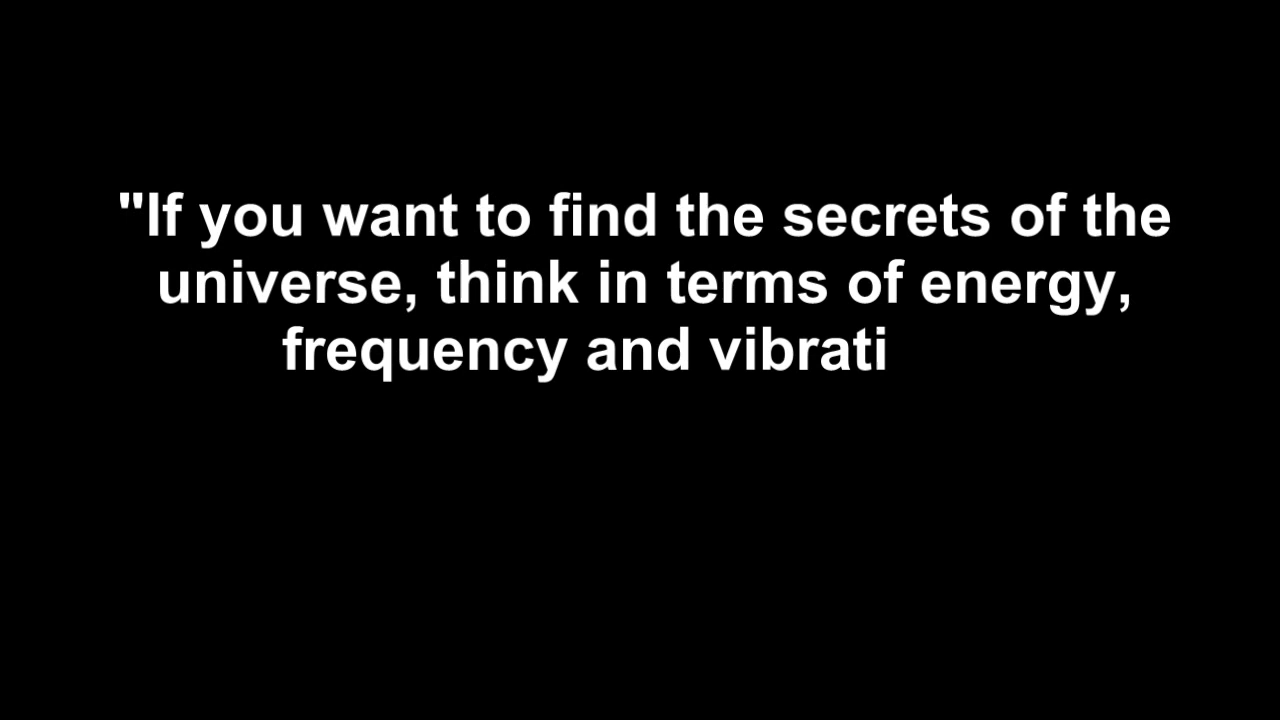 "If you want to find the secrets of the
universe, think in terms of energy,
frequency and vibrati